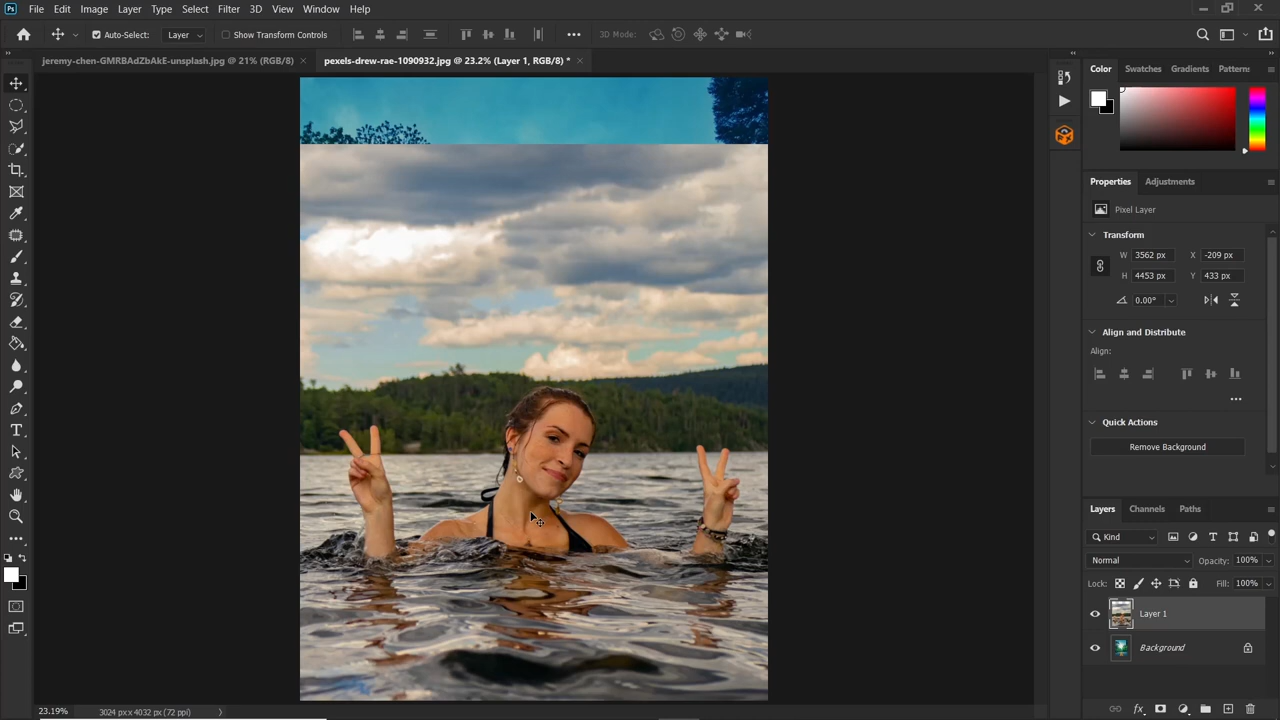 Ps File Edit Image Layer Type Select Filter 3D View Window Help
Auto-Select: Layer Show Transform Controls 3D Mode:
jeremy-chen-GMRBAdZbAkE-unsplash.jpg @ 21% (RGB/8) × pexels-drew-rae-1090932.jpg @ 23.2% (Layer 1, RGB/8) * ×
Color Swatches Gradients Patterns
Properties Adjustments
Pixel Layer
Transform
W 3562 px X -209 px
H 4453 px Y 433 px
0.00°
Align and Distribute
Align:
Quick Actions
Remove Background
Layers Channels Paths
Kind
Normal Opacity: 100%
Lock: Fill: 100%
Layer 1
Background
23.19% 3024 px x 4032 px (72 ppi)